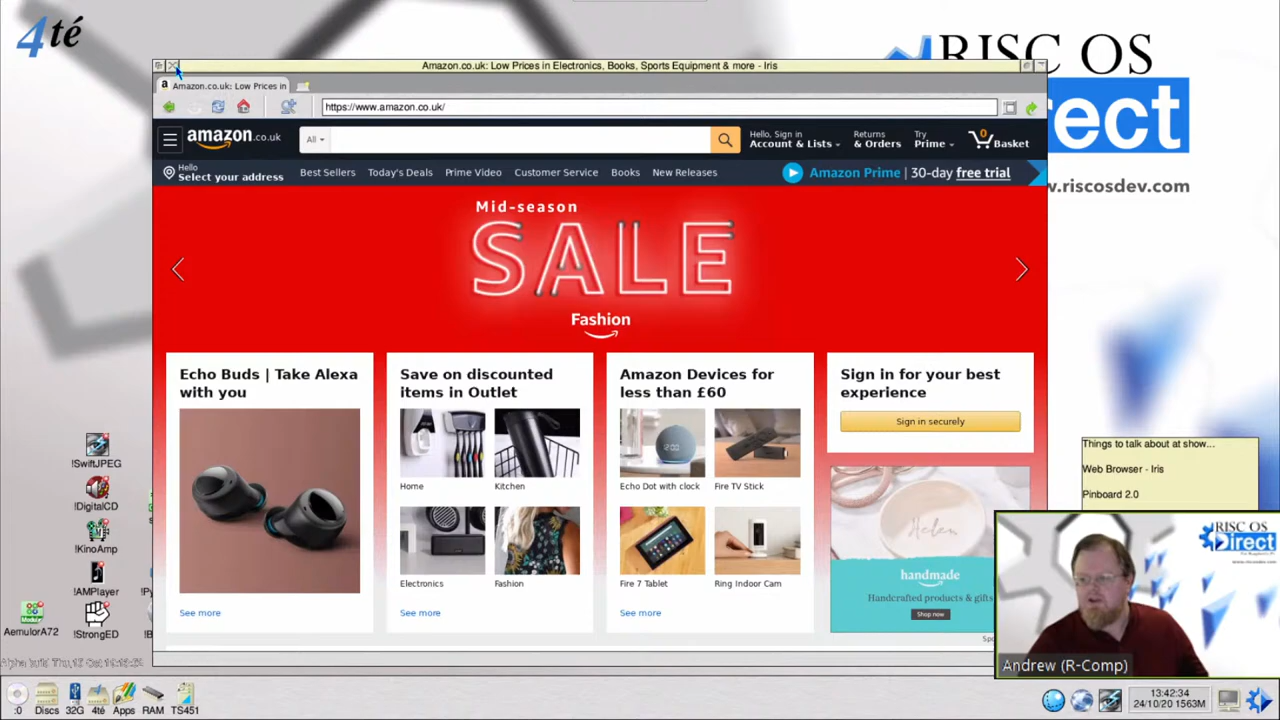 4té
RISC OS
Direct
www.riscosdev.com
Amazon.co.uk: Low Prices in Electronics, Books, Sports Equipment & more - Iris
a Amazon.co.uk: Low Prices in
https://www.amazon.co.uk/
amazon.co.uk
All
Hello, Sign in
Account & Lists
Returns
& Orders
Try
Prime
0
Basket
Hello
Select your address
Best Sellers Today's Deals Prime Video Customer Service Books New Releases
Amazon Prime | 30-day free trial
Mid-season
SALE
Fashion
Echo Buds | Take Alexa
with you
See more
Save on discounted
items in Outlet
Home Kitchen
Electronics Fashion
See more
Amazon Devices for
less than £60
Echo Dot with clock Fire TV Stick
Fire 7 Tablet Ring Indoor Cam
See more
Sign in for your best
experience
Sign in securely
Helen
handmade
Handcrafted products & gifts
Shop now
Spo
!SwiftJPEG
!DigitalCD
!KinoAmp
!AMPlayer
AemulorA72
!StrongED
Things to talk about at show...
Web Browser - Iris
Pinboard 2.0
RISC OS
Direct
Andrew (R-Comp)
:0 Discs 32G 4té Apps RAM TS451
13:42:34
24/10/20 1563M